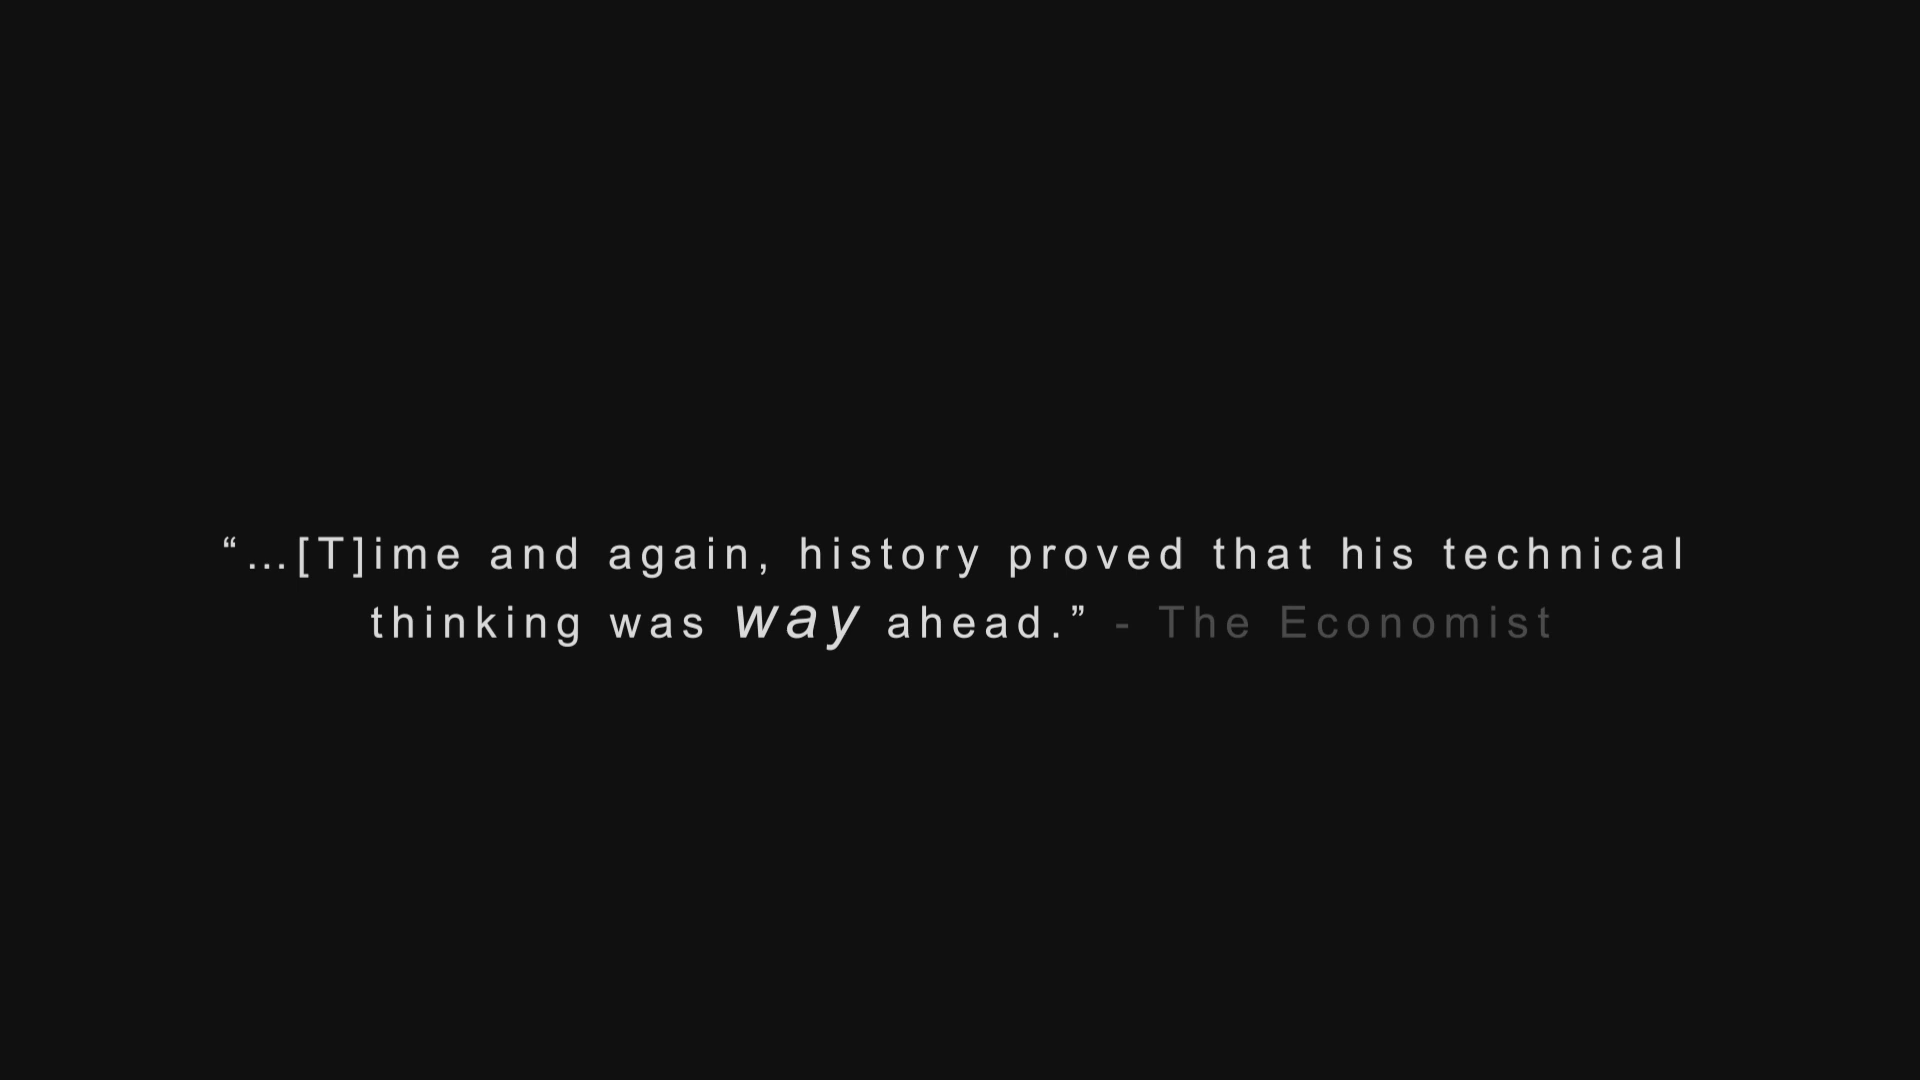 “...[T]ime and again, history proved that his technical
thinking was way ahead.” - The Economist